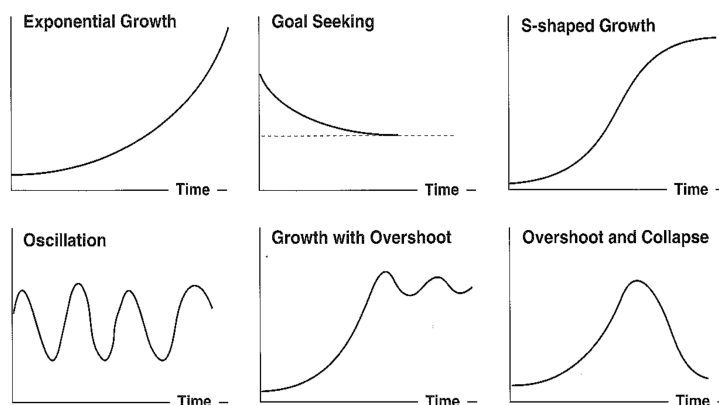 Exponential Growth
Goal Seeking
S-shaped Growth
Time
Time
Time
Oscillation
Growth with Overshoot
Overshoot and Collapse
Time
Time
Time